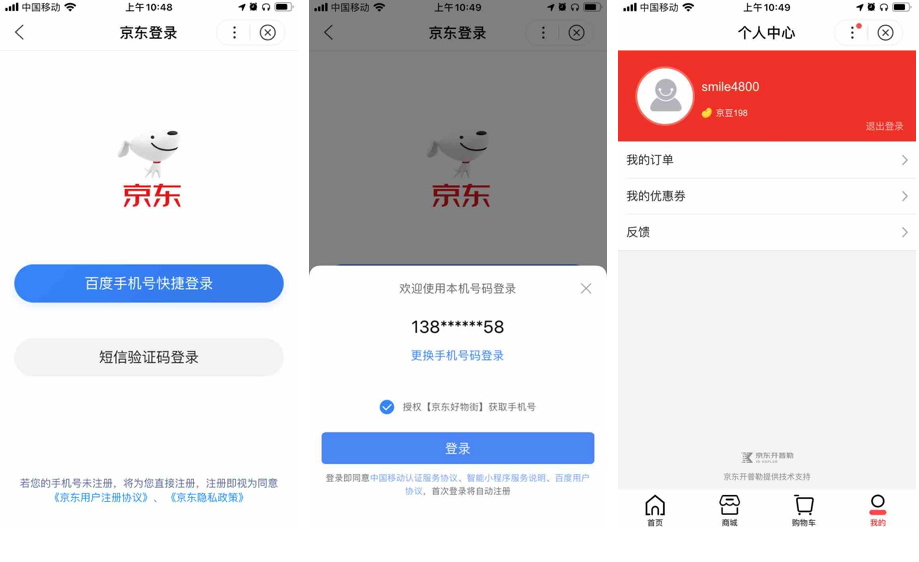 中国移动
上午10:48
京东登录
京东
百度手机号快捷登录
短信验证码登录
若您的手机号未注册，将为您直接注册，注册即视为同意
《京东用户注册协议》、《京东隐私政策》
中国移动
上午10:49
京东登录
京东
欢迎使用本机号码登录
138******58
更换手机号码登录
授权【京东好物街】获取手机号
登录
登录即同意中国移动认证服务协议、智能小程序服务说明、百度用户
协议，首次登录将自动注册
中国移动
上午10:49
个人中心
smile4800
京豆198
退出登录
我的订单
我的优惠券
反馈
京东开普勒
京东开普勒提供技术支持
首页
商城
购物车
我的